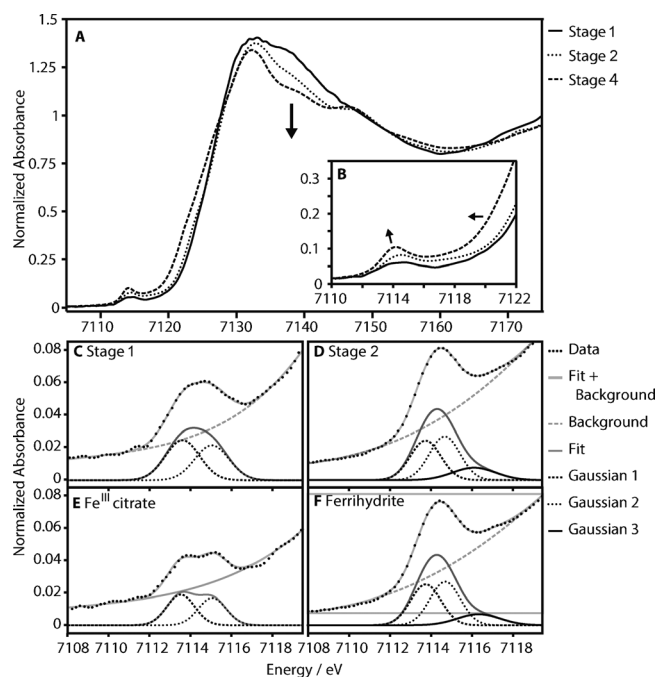 A
B
Stage 1
Stage 2
Stage 4
Normalized Absorbance
1.5
1.25
1
0.75
0.5
0.25
0
7110 7120 7130 7140 7150 7160 7170
0.3
0.2
0.1
0
7110 7114 7118 7122
C Stage 1
D Stage 2
E Fe^III citrate
F Ferrihydrite
Normalized Absorbance
0.08
0.06
0.04
0.02
0
0.08
0.06
0.04
0.02
0
7108 7110 7112 7114 7116 7118
7108 7110 7112 7114 7116 7118
Energy / eV
Data
Fit +
Background
Background
Fit
Gaussian 1
Gaussian 2
Gaussian 3